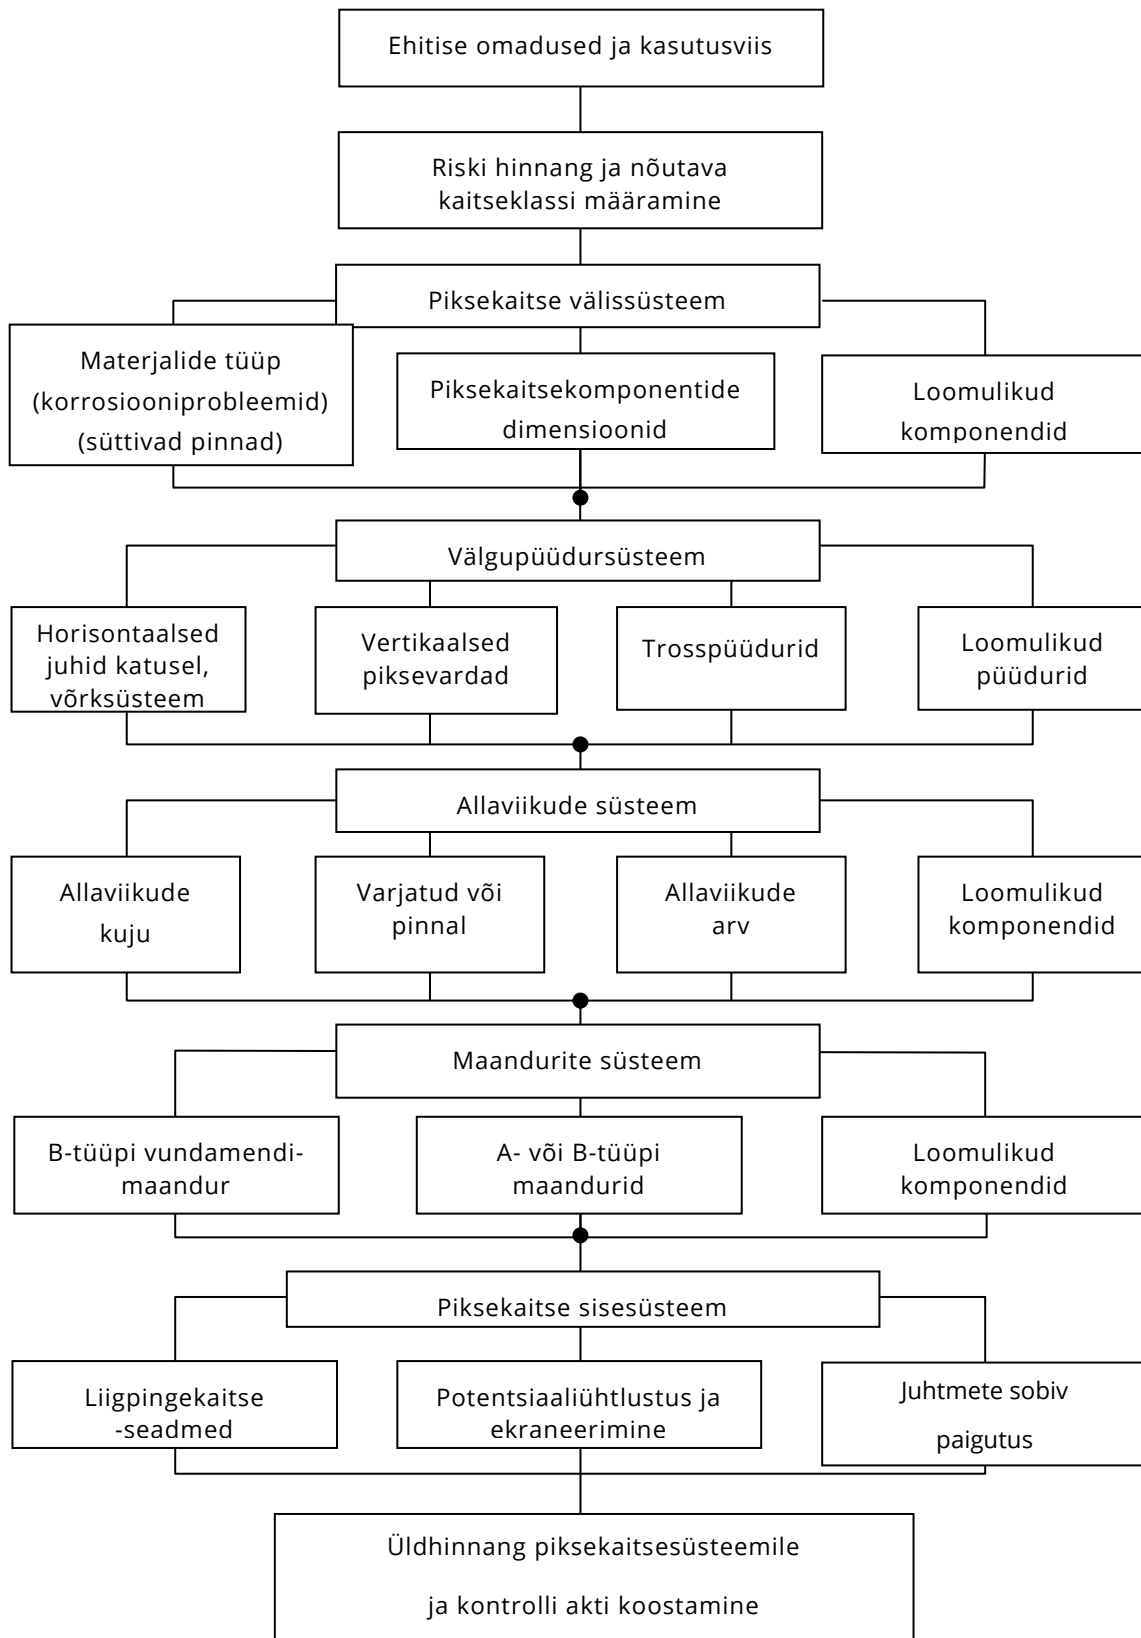 Ehitise omadused ja kasutusviis
Riski hinnang ja nõutava
kaitseklassi määramine
Piksekaitse välissüsteem
Materjalide tüüp
(korrosiooniprobleemid)
(süttivad pinnad)
Piksekaitsekomponentide
dimensioonid
Loomulikud
komponendid
Välgupüüdursüsteem
Horisontaalsed
juhid katusel,
võrksüsteem
Vertikaalsed
piksevardad
Trosspüüdurid
Loomulikud
püüdurid
Allaviikude süsteem
Allaviikude
kuju
Varjatud või
pinnal
Allaviikude
arv
Loomulikud
komponendid
Maandurite süsteem
B-tüüpi vundamendi-
maandur
A- või B-tüüpi
maandurid
Loomulikud
komponendid
Piksekaitse sisesüsteem
Liigpingekaitse
-seadmed
Potentsiaaliühtlustus ja
ekraneerimine
Juhtmete sobiv
paigutus
Üldhinnang piksekaitsesüsteemile
ja kontrolli akti koostamine